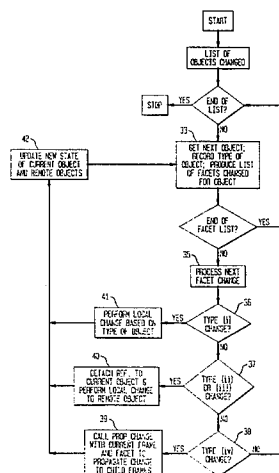 START
LIST OF
OBJECTS CHANGED
END OF
LIST?
YES
STOP
NO
33
GET NEXT OBJECT;
RECORD TYPE OF
OBJECT; PRODUCE LIST
OF FACETS CHANGED
FOR OBJECT
42
UPDATE NEW STATE
OF CURRENT OBJECT
AND REMOTE OBJECTS
END OF
FACET LIST?
YES
NO
35
PROCESS NEXT
FACET CHANGE
36
TYPE (i)
CHANGE?
YES
41
PERFORM LOCAL
CHANGE BASED ON
TYPE OF OBJECT
NO
37
TYPE (ii)
OR (iii)
CHANGE?
YES
40
DETACH REF. TO
CURRENT OBJECT &
PERFORM LOCAL
CHANGE TO
REMOTE OBJECT
NO
38
TYPE (iv)
CHANGE?
YES
NO
39
CALL PROP CHANGE
WITH CURRENT FRAME
AND FACET TO
PROPAGATE CHANGE
TO CHILD FRAMES